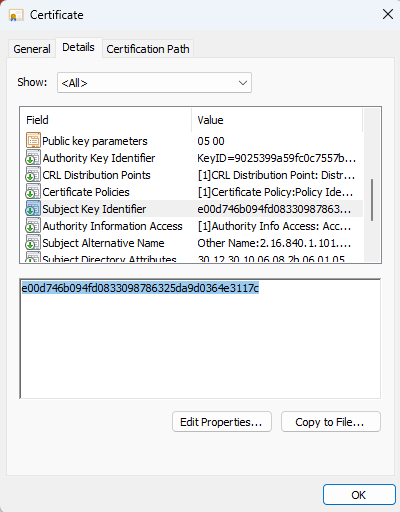 Certificate
General Details Certification Path
Show: <All>
Field Value
Public key parameters 05 00
Authority Key Identifier KeyID=9025399a59fc0c7557b...
CRL Distribution Points [1]CRL Distribution Point: Distr...
Certificate Policies [1]Certificate Policy:Policy Ide...
Subject Key Identifier e00d746b094fd08330987863...
Authority Information Access [1]Authority Info Access: Acc...
Subject Alternative Name Other Name:2.16.840.1.101....
Subject Directory Attributes 30 12 30 10 06 08 2b 06 01 05
e00d746b094fd0833098786325da9d0364e3117c
Edit Properties... Copy to File...
OK